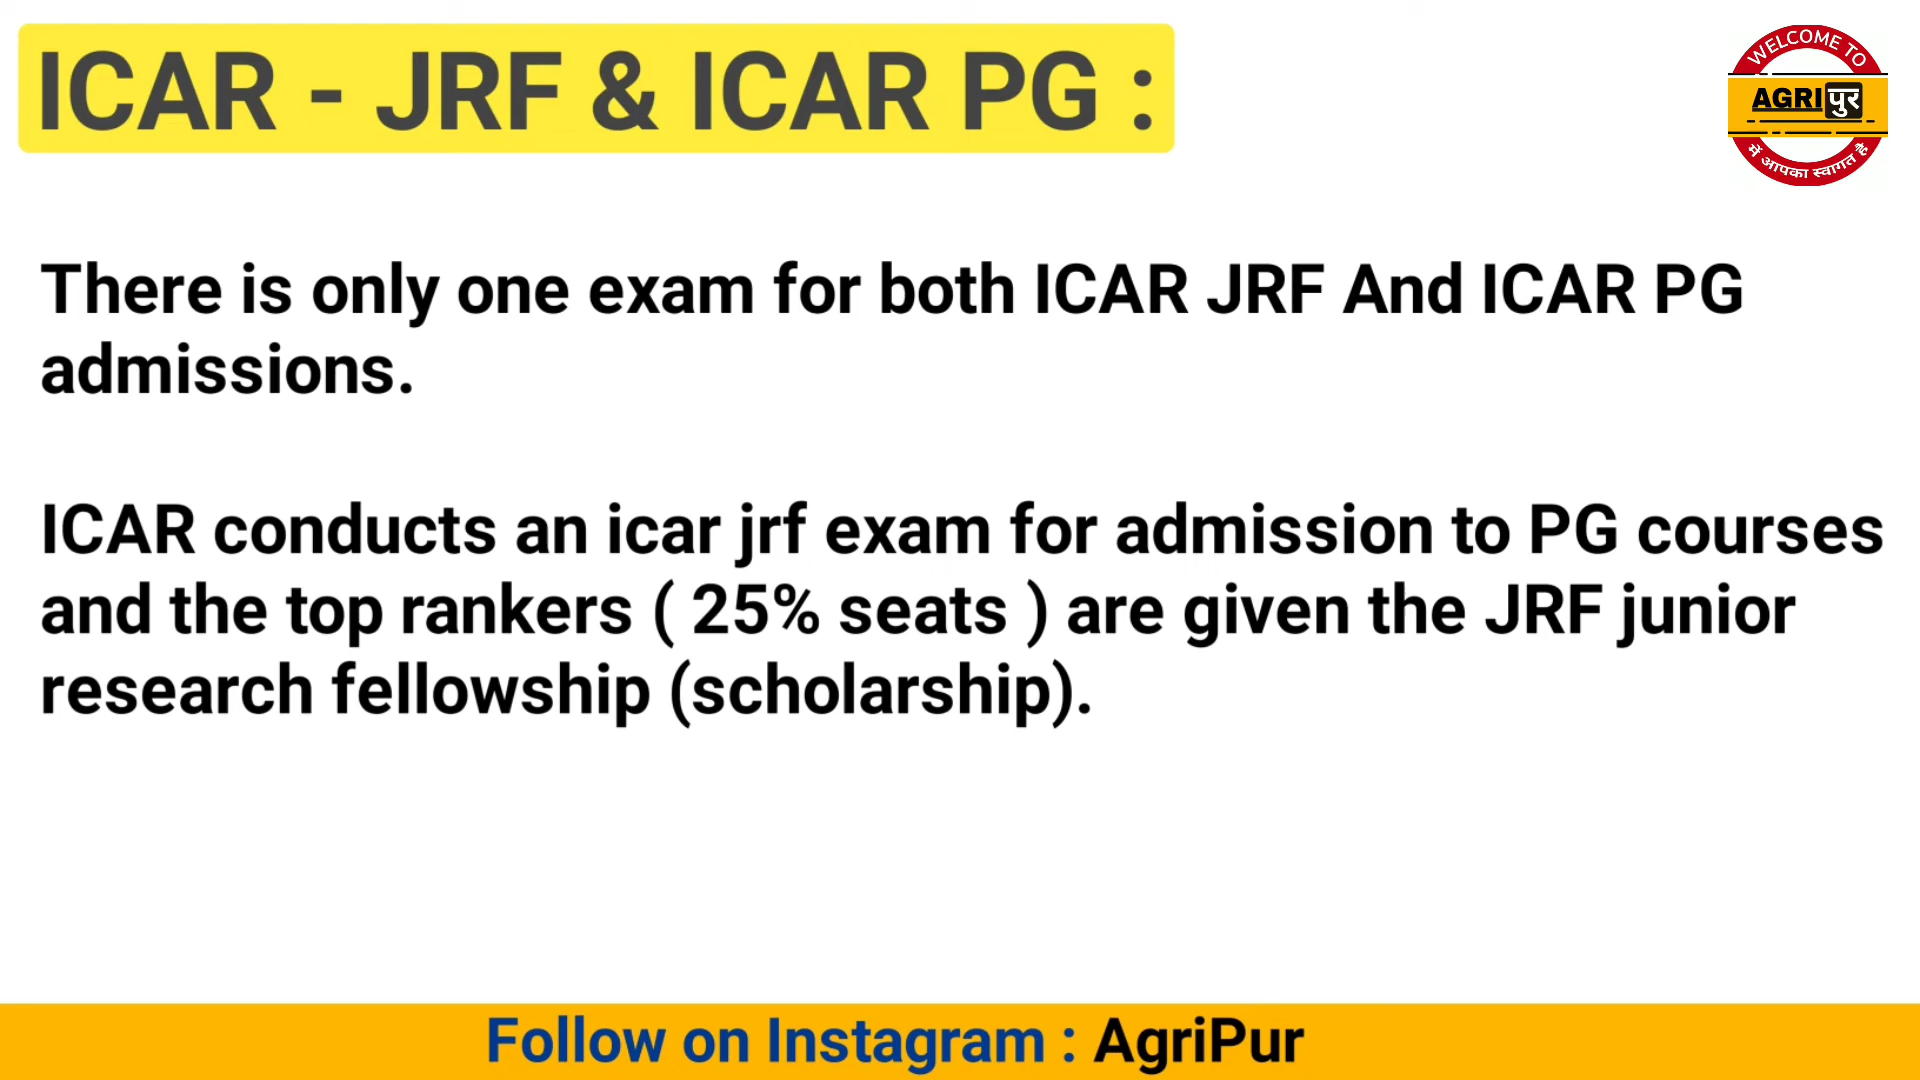 ICAR - JRF & ICAR PG :
WELCOME TO
AGRIपुर
में आपका स्वागत है
There is only one exam for both ICAR JRF And ICAR PG
admissions.
ICAR conducts an icar jrf exam for admission to PG courses
and the top rankers ( 25% seats ) are given the JRF junior
research fellowship (scholarship).
Follow on Instagram : AgriPur